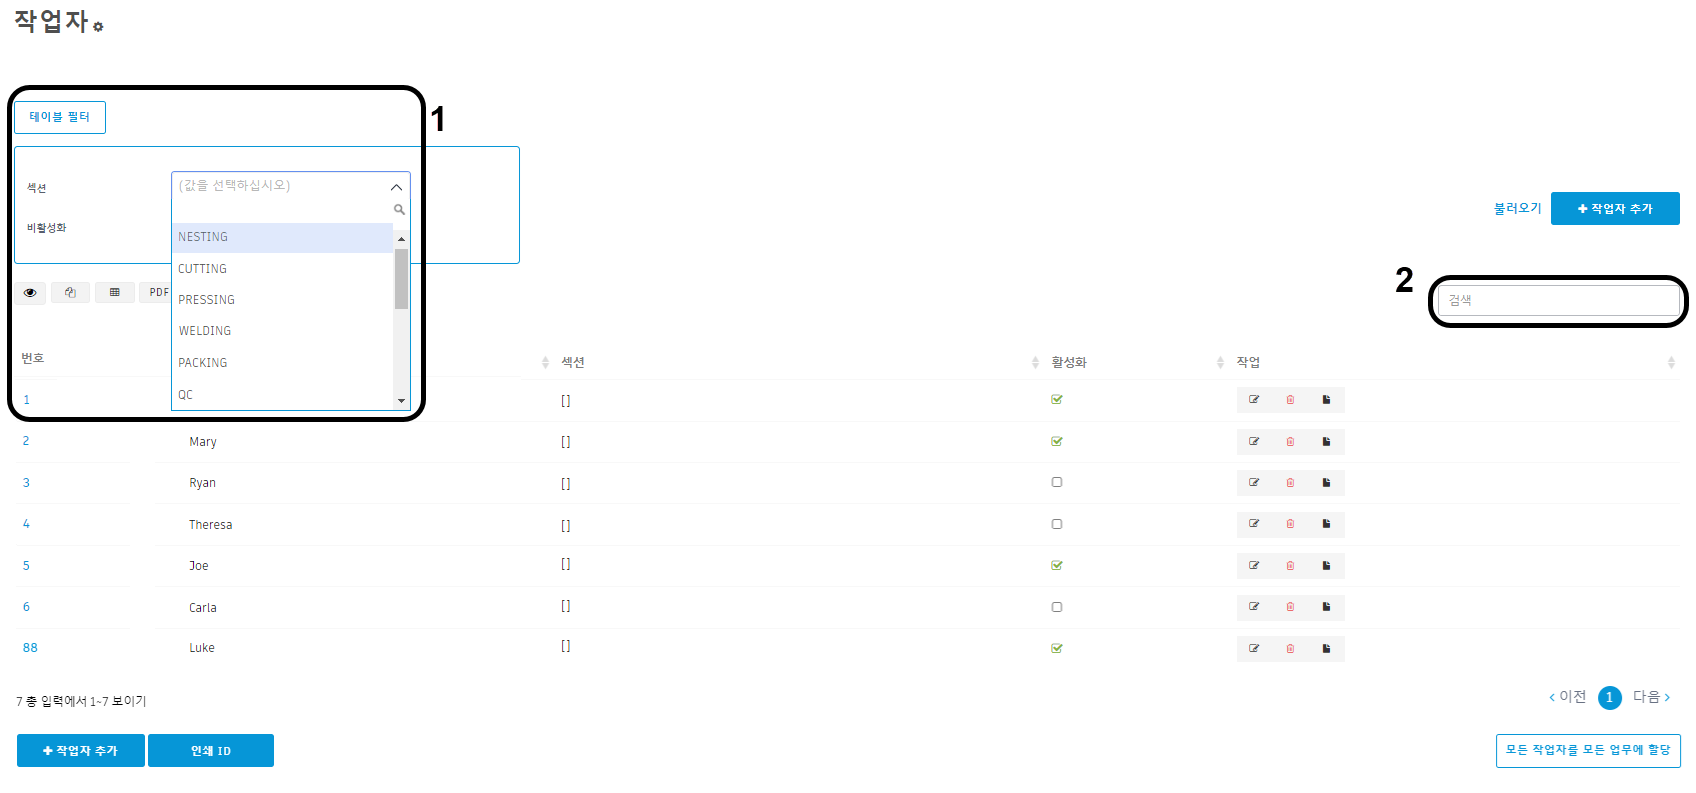 작업자
1
테이블 필터
섹션
(값을 선택하십시오)
비활성화
NESTING
CUTTING
PRESSING
WELDING
PACKING
QC
불러오기
작업자 추가
PDF
2
검색
번호 섹션 활성화 작업
1 []
2 Mary []
3 Ryan []
4 Theresa []
5 Joe []
6 Carla []
88 Luke []
7 총 입력에서 1~7 보이기
이전 1 다음
작업자 추가 인쇄 ID
모든 작업자를 모든 업무에 할당